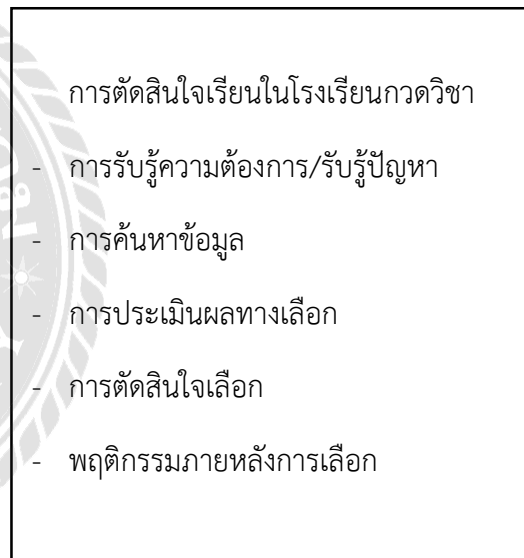 การตัดสินใจเรียนในโรงเรียนกวดวิชา
- การรับรู้ความต้องการ/รับรู้ปัญหา
- การค้นหาข้อมูล
- การประเมินผลทางเลือก
- การตัดสินใจเลือก
- พฤติกรรมภายหลังการเลือก